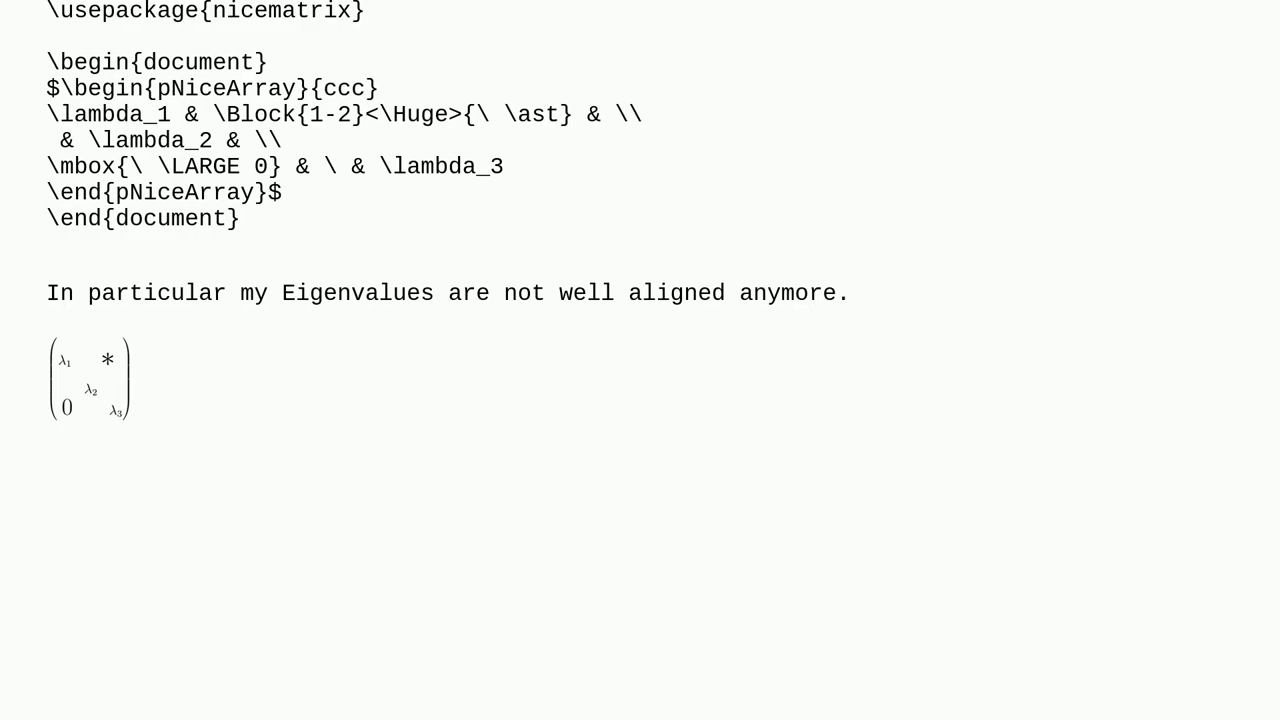 \usepackage{nicematrix}
\begin{document}
$\begin{pNiceArray}{ccc}
\lambda_1 & \Block{1-2}<\Huge>{\ \ast} & \\
 & \lambda_2 & \\
\mbox{\ \LARGE 0} & \ & \lambda_3
\end{pNiceArray}$
\end{document}
In particular my Eigenvalues are not well aligned anymore.
λ₁ *
λ₂
0 λ₃